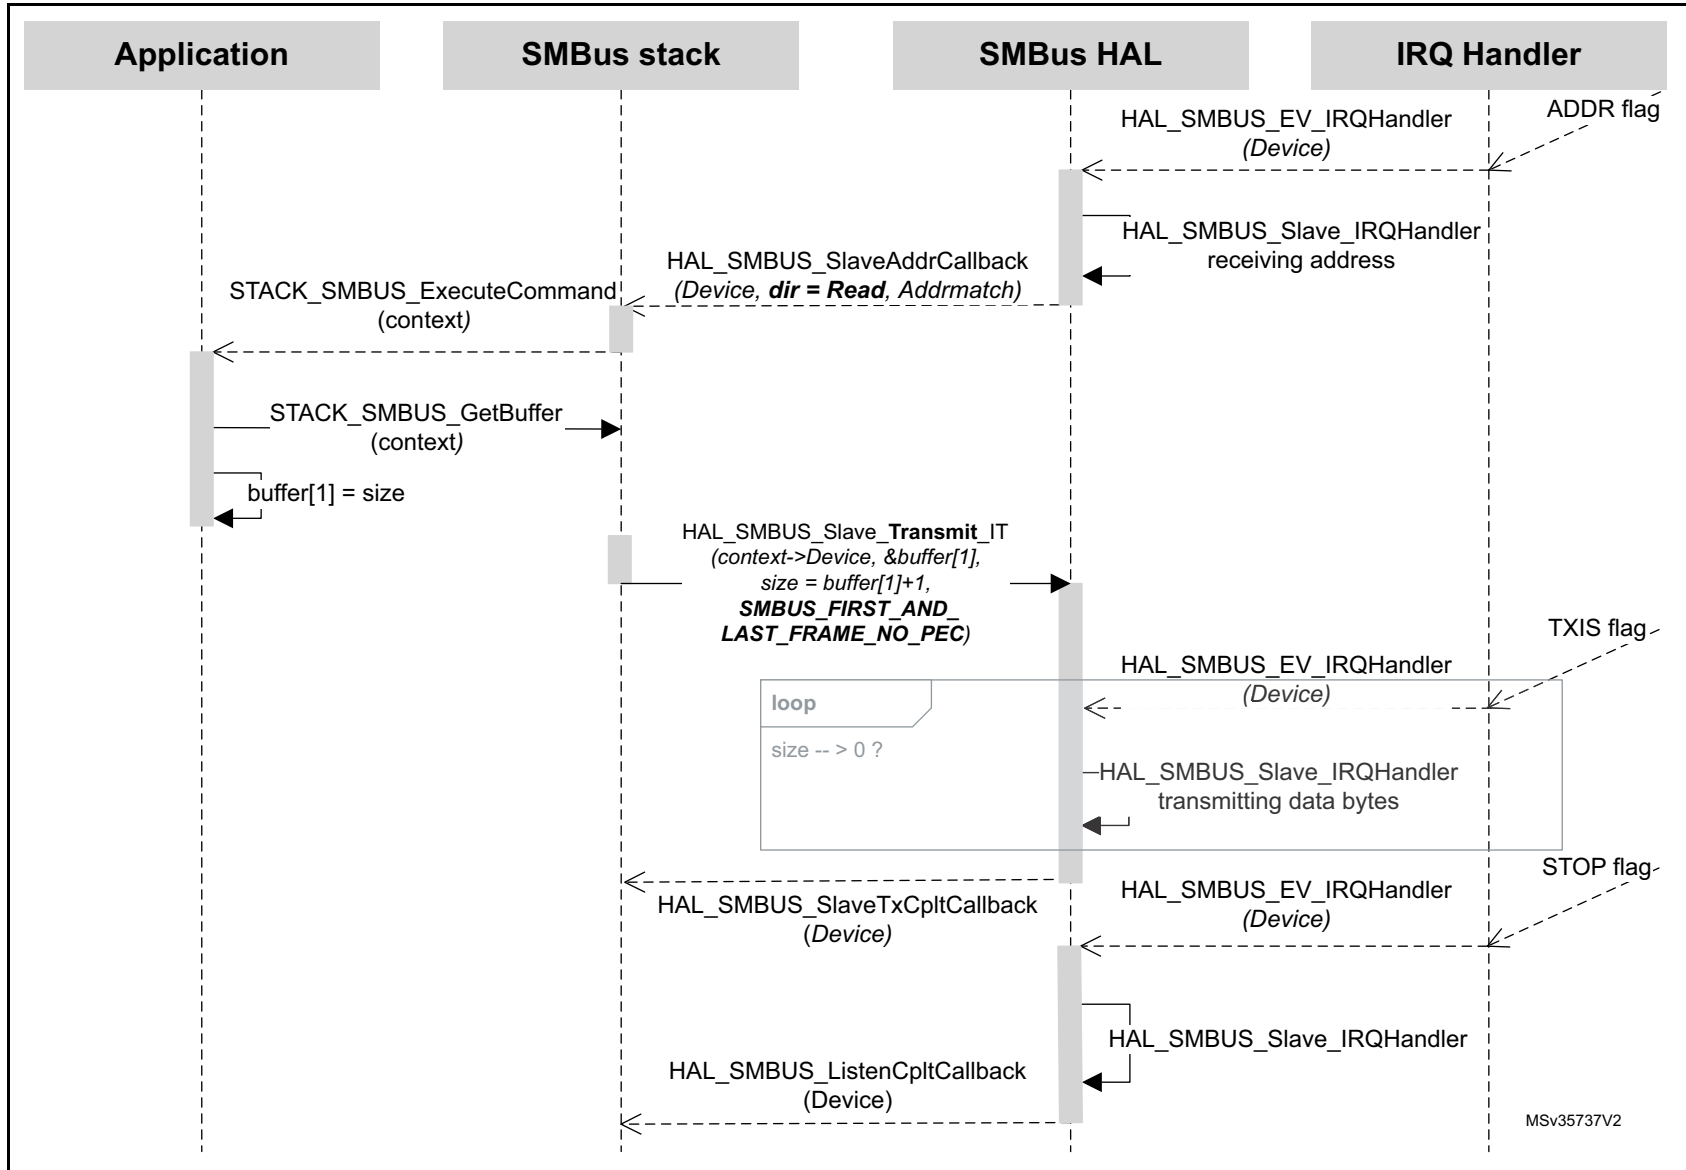 Application
SMBus stack
SMBus HAL
IRQ Handler
ADDR flag
HAL_SMBUS_EV_IRQHandler
(Device)
HAL_SMBUS_Slave_IRQHandler
receiving address
HAL_SMBUS_SlaveAddrCallback
(Device, dir = Read, Addrmatch)
STACK_SMBUS_ExecuteCommand
(context)
STACK_SMBUS_GetBuffer
(context)
buffer[1] = size
HAL_SMBUS_Slave_Transmit_IT
(context->Device, &buffer[1],
size = buffer[1]+1,
SMBUS_FIRST_AND_
LAST_FRAME_NO_PEC)
TXIS flag
HAL_SMBUS_EV_IRQHandler
(Device)
loop
size -- > 0 ?
HAL_SMBUS_Slave_IRQHandler
transmitting data bytes
STOP flag
HAL_SMBUS_SlaveTxCpltCallback
(Device)
HAL_SMBUS_EV_IRQHandler
(Device)
HAL_SMBUS_Slave_IRQHandler
HAL_SMBUS_ListenCpltCallback
(Device)
MSv35737V2